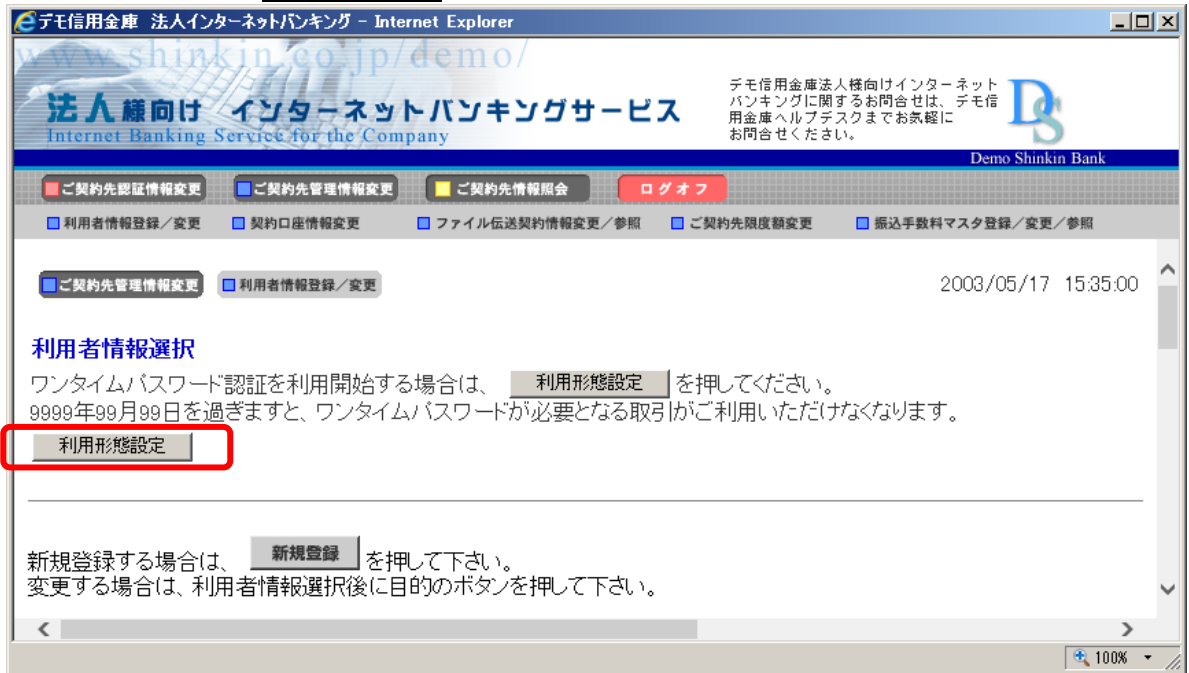 デモ信用金庫 法人インターネットバンキング - Internet Explorer
www.shinkin.co.jp/demo/
法人様向け インターネットバンキングサービス
Internet Banking Service for the Company
デモ信用金庫法人様向けインターネット
バンキングに関するお問合せは、デモ信
用金庫ヘルプデスクまでお気軽に
お問合せください。
DS
Demo Shinkin Bank
ご契約先認証情報変更 ご契約先管理情報変更 ご契約先情報照会 ログオフ
利用者情報登録／変更 契約口座情報変更 ファイル伝送契約情報変更／参照 ご契約先限度額変更 振込手数料マスタ登録／変更／参照
ご契約先管理情報変更 利用者情報登録／変更 2003/05/17 15:35:00
利用者情報選択
ワンタイムパスワード認証を利用開始する場合は、 利用形態設定 を押してください。
9999年99月99日を過ぎますと、ワンタイムパスワードが必要となる取引がご利用いただけなくなります。
利用形態設定
新規登録する場合は、 新規登録 を押して下さい。
変更する場合は、利用者情報選択後に目的のボタンを押して下さい。
100%